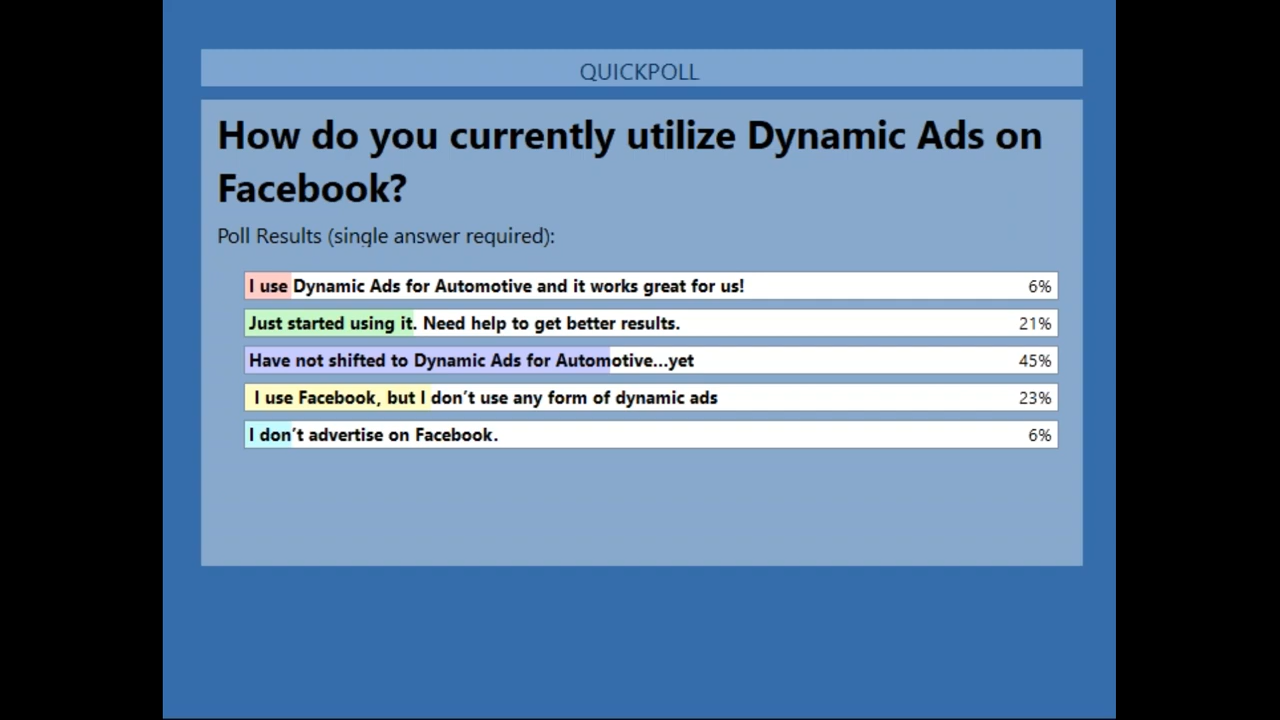 QUICKPOLL
How do you currently utilize Dynamic Ads on
Facebook?
Poll Results (single answer required):
I use Dynamic Ads for Automotive and it works great for us! 6%
Just started using it. Need help to get better results. 21%
Have not shifted to Dynamic Ads for Automotive...yet 45%
I use Facebook, but I don’t use any form of dynamic ads 23%
I don’t advertise on Facebook. 6%